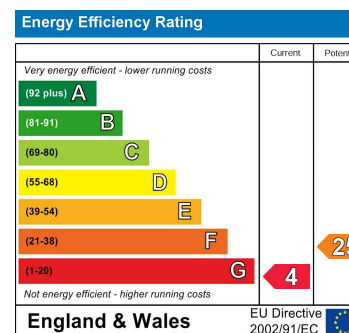 Energy Efficiency Rating
Current
Very energy efficient - lower running costs
(92 plus) A
(81-91) B
(69-80) C
(55-68) D
(39-54) E
(21-38) F
(1-20) G
4
Not energy efficient - higher running costs
England & Wales
EU Directive
2002/91/EC